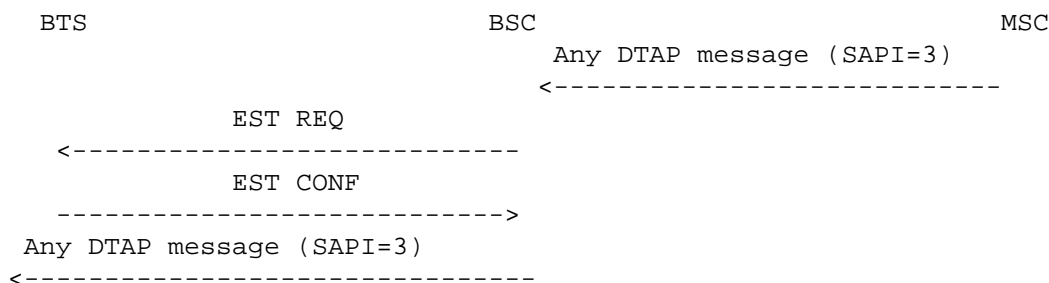 BTS BSC MSC
Any DTAP message (SAPI=3)
<----------------------------
EST REQ
<----------------------------
EST CONF
---------------------------->
Any DTAP message (SAPI=3)
<--------------------------------